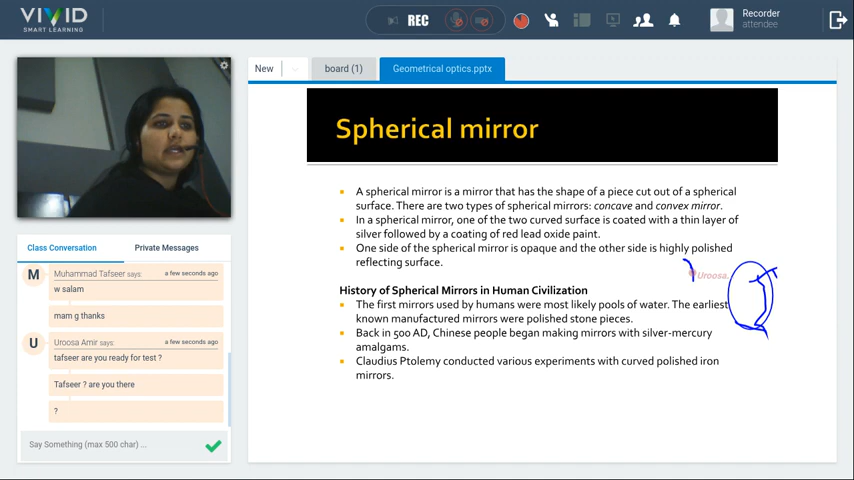 VIVID
SMART LEARNING
REC
Recorder
attendee
New
board (1)
Geometrical optics.pptx
Spherical mirror
A spherical mirror is a mirror that has the shape of a piece cut out of a spherical
surface. There are two types of spherical mirrors: concave and convex mirror.
In a spherical mirror, one of the two curved surface is coated with a thin layer of
silver followed by a coating of red lead oxide paint.
One side of the spherical mirror is opaque and the other side is highly polished
reflecting surface.
Uroosa.
History of Spherical Mirrors in Human Civilization
The first mirrors used by humans were most likely pools of water. The earliest
known manufactured mirrors were polished stone pieces.
Back in 500 AD, Chinese people began making mirrors with silver-mercury
amalgams.
Claudius Ptolemy conducted various experiments with curved polished iron
mirrors.
Class Conversation
Private Messages
M
Muhammad Tafseer says:
a few seconds ago
w salam
mam g thanks
U
Uroosa Amir says:
a few seconds ago
tafseer are you ready for test ?
Tafseer ? are you there
?
Say Something (max 500 char) ...